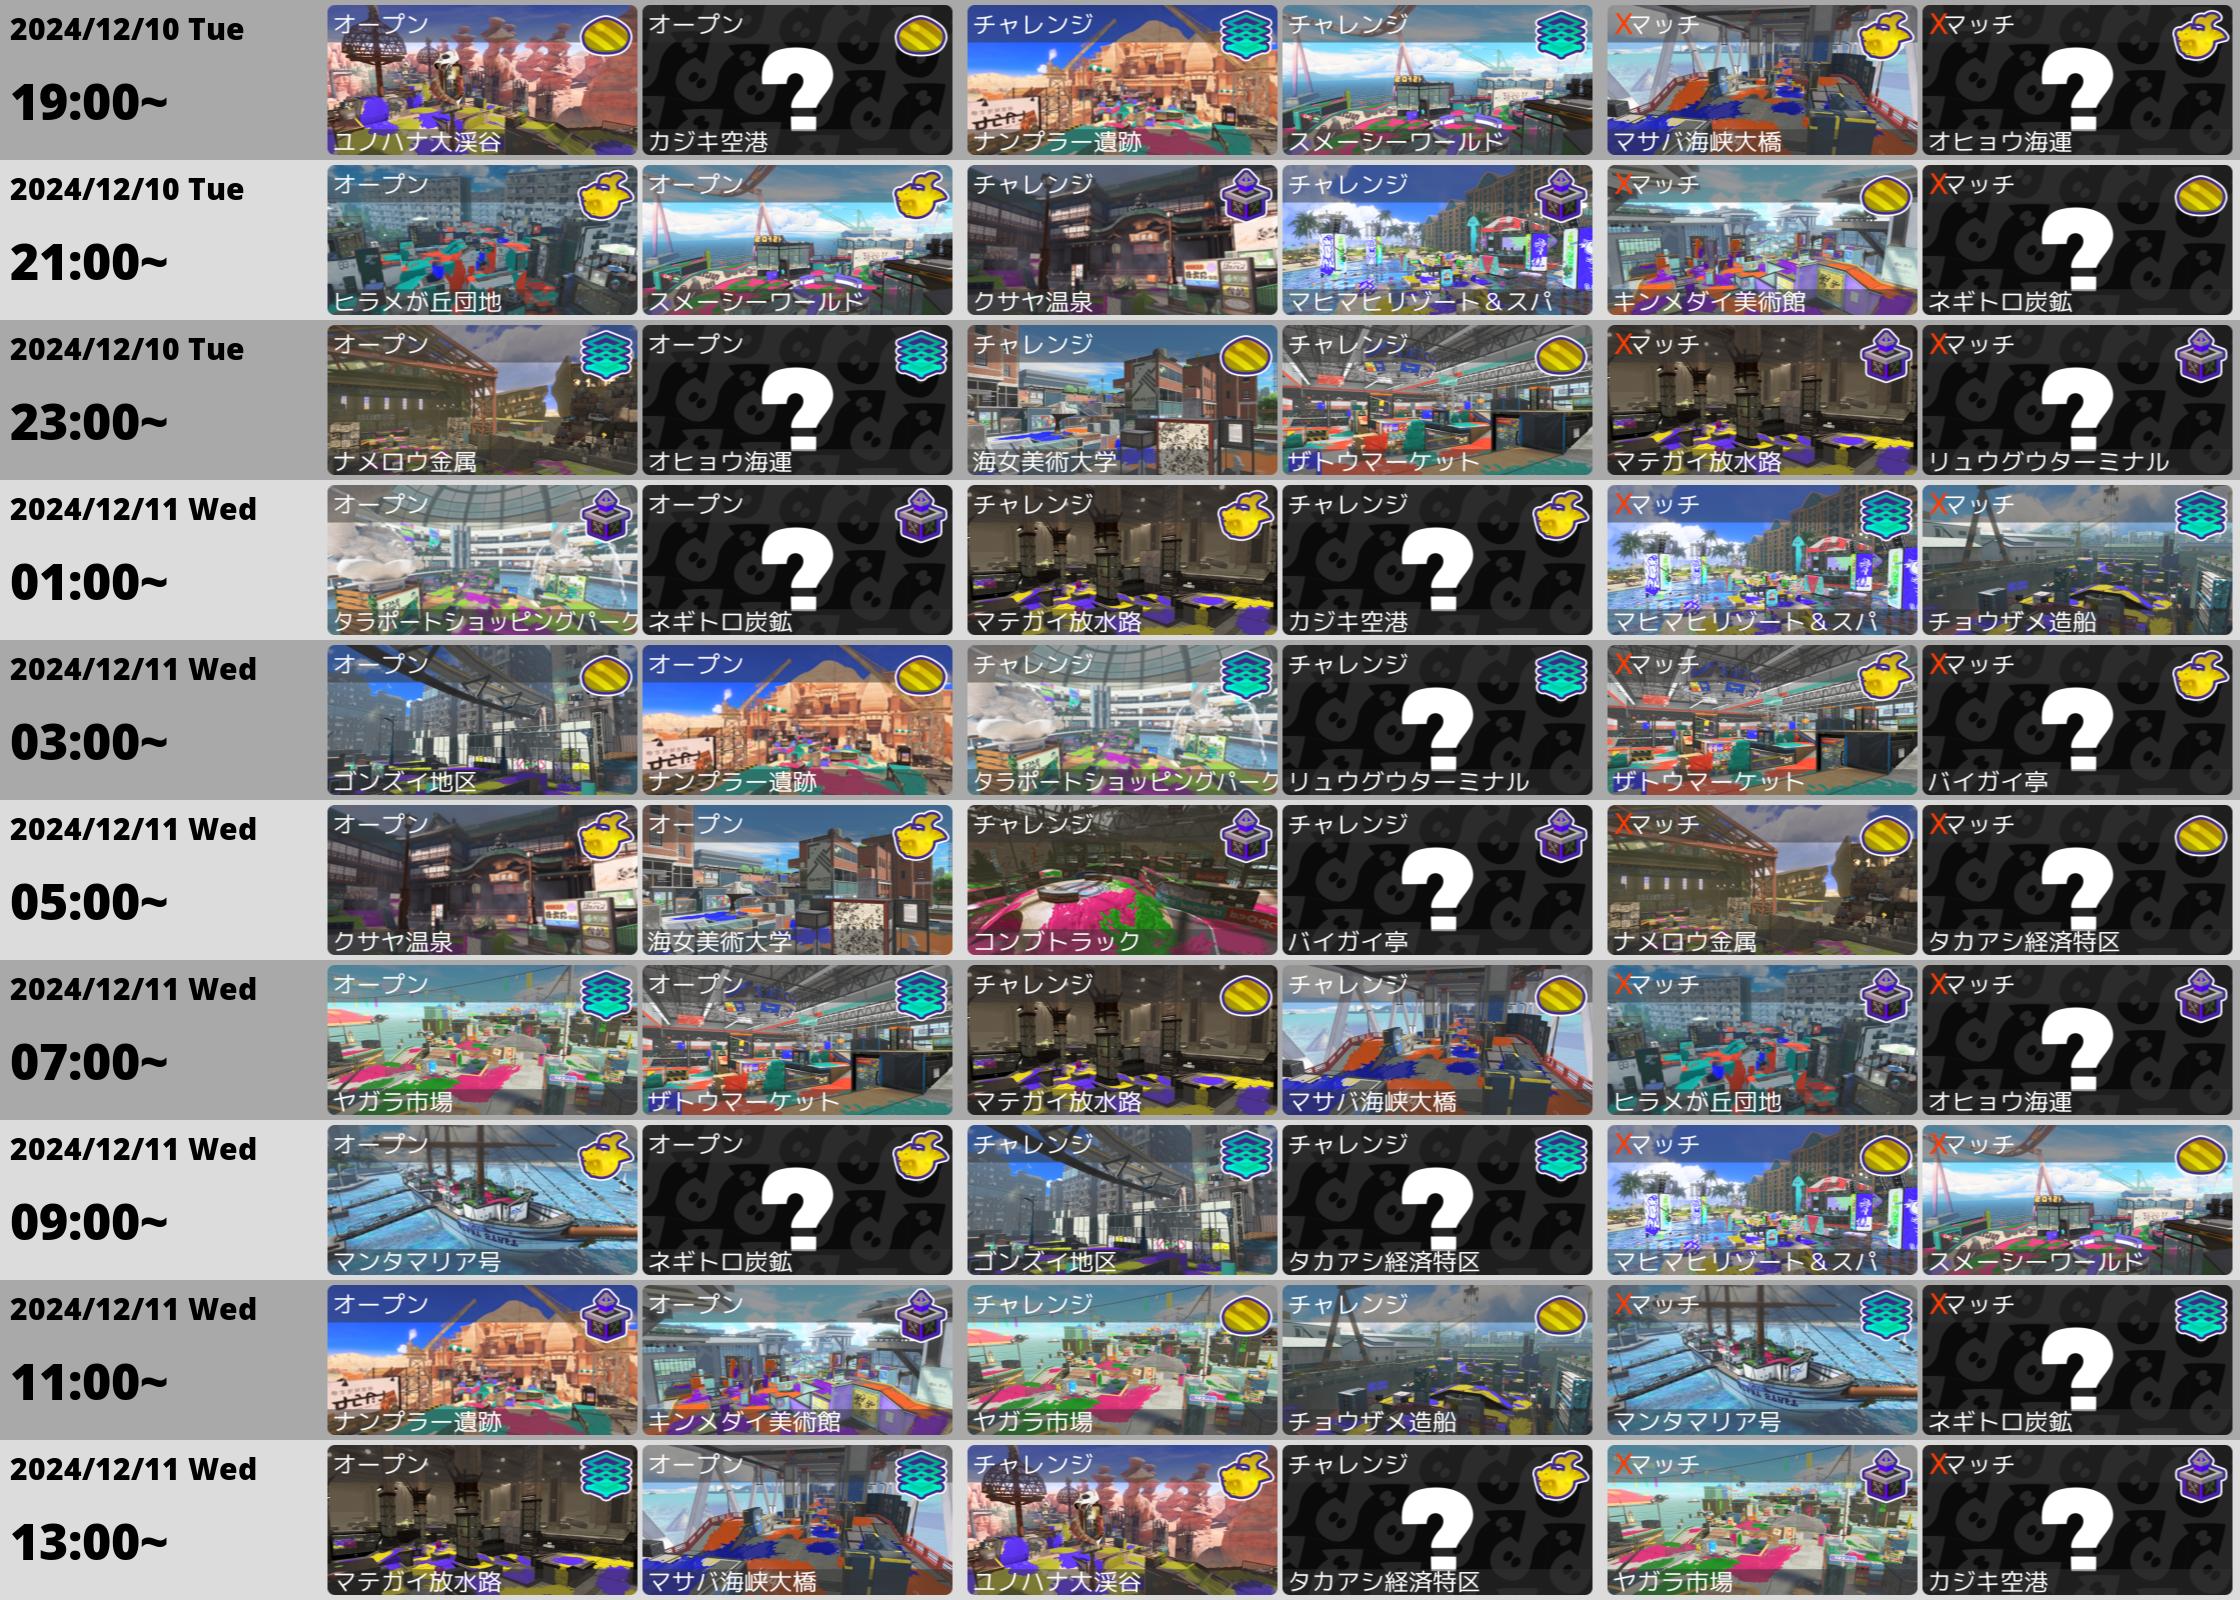 2024/12/10 Tue
19:00~
オープン
ユノハナ大渓谷
オープン
カジキ空港
チャレンジ
ナンプラー遺跡
チャレンジ
スメーシーワールド
Xマッチ
マサバ海峡大橋
Xマッチ
オヒョウ海運
2024/12/10 Tue
21:00~
オープン
ヒラメが丘団地
オープン
スメーシーワールド
チャレンジ
クサヤ温泉
チャレンジ
マヒマヒリゾート＆スパ
Xマッチ
キンメダイ美術館
Xマッチ
ネギトロ炭鉱
2024/12/10 Tue
23:00~
オープン
ナメロウ金属
オープン
オヒョウ海運
チャレンジ
海女美術大学
チャレンジ
ザトウマーケット
Xマッチ
マテガイ放水路
Xマッチ
リュウグウターミナル
2024/12/11 Wed
01:00~
オープン
タラポートショッピングパーク
オープン
ネギトロ炭鉱
チャレンジ
マテガイ放水路
チャレンジ
カジキ空港
Xマッチ
マヒマヒリゾート＆スパ
Xマッチ
チョウザメ造船
2024/12/11 Wed
03:00~
オープン
ゴンズイ地区
オープン
ナンプラー遺跡
チャレンジ
タラポートショッピングパーク
チャレンジ
リュウグウターミナル
Xマッチ
ザトウマーケット
Xマッチ
バイガイ亭
2024/12/11 Wed
05:00~
オープン
クサヤ温泉
オープン
海女美術大学
チャレンジ
コンブトラック
チャレンジ
バイガイ亭
Xマッチ
ナメロウ金属
Xマッチ
タカアシ経済特区
2024/12/11 Wed
07:00~
オープン
ヤガラ市場
オープン
ザトウマーケット
チャレンジ
マテガイ放水路
チャレンジ
マサバ海峡大橋
Xマッチ
ヒラメが丘団地
Xマッチ
オヒョウ海運
2024/12/11 Wed
09:00~
オープン
マンタマリア号
オープン
ネギトロ炭鉱
チャレンジ
ゴンズイ地区
チャレンジ
タカアシ経済特区
Xマッチ
マヒマヒリゾート＆スパ
Xマッチ
スメーシーワールド
2024/12/11 Wed
11:00~
オープン
ナンプラー遺跡
オープン
キンメダイ美術館
チャレンジ
ヤガラ市場
チャレンジ
チョウザメ造船
Xマッチ
マンタマリア号
Xマッチ
ネギトロ炭鉱
2024/12/11 Wed
13:00~
オープン
マテガイ放水路
オープン
マサバ海峡大橋
チャレンジ
ユノハナ大渓谷
チャレンジ
タカアシ経済特区
Xマッチ
ヤガラ市場
Xマッチ
カジキ空港